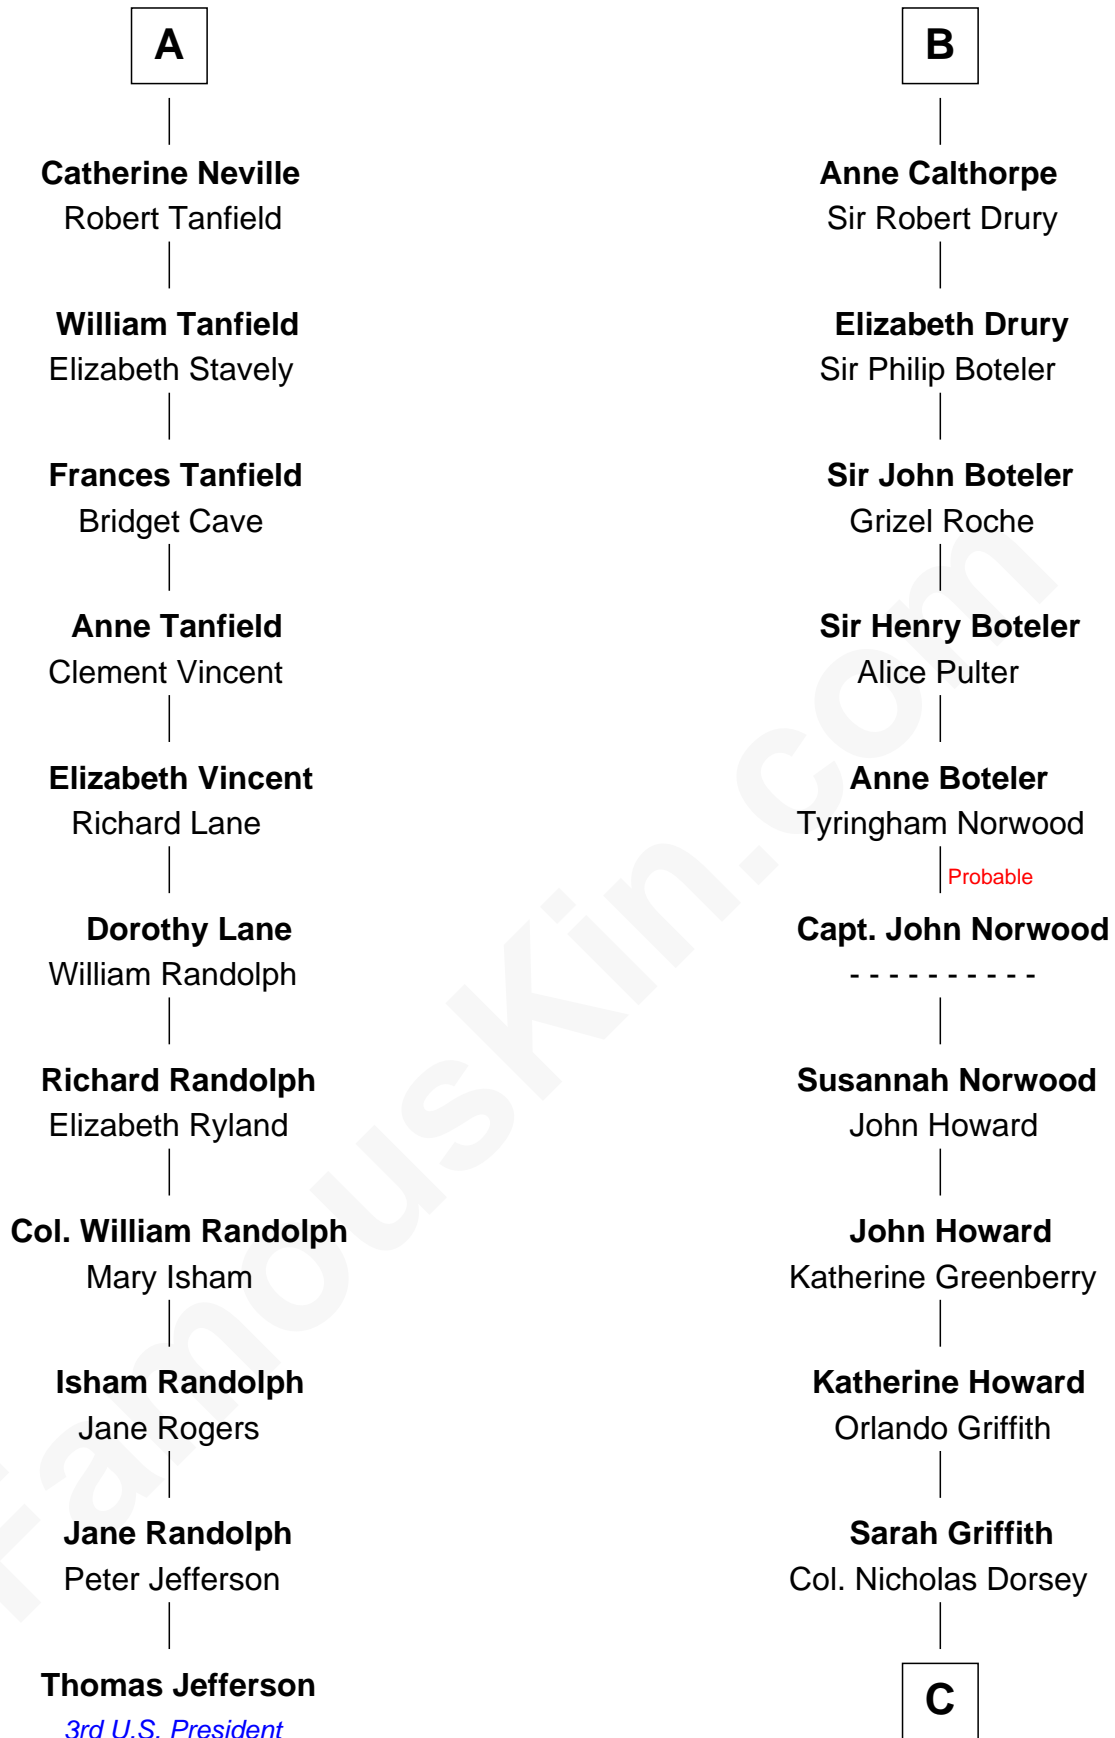 A
Catherine Neville
Robert Tanfield
William Tanfield
Elizabeth Stavely
Frances Tanfield
Bridget Cave
Anne Tanfield
Clement Vincent
Elizabeth Vincent
Richard Lane
Dorothy Lane
William Randolph
Richard Randolph
Elizabeth Ryland
Col. William Randolph
Mary Isham
Isham Randolph
Jane Rogers
Jane Randolph
Peter Jefferson
Thomas Jefferson
3rd U.S. President
B
Anne Calthorpe
Sir Robert Drury
Elizabeth Drury
Sir Philip Boteler
Sir John Boteler
Grizel Roche
Sir Henry Boteler
Alice Pulter
Anne Boteler
Tyringham Norwood
Probable
Capt. John Norwood
- - - - - - - - - -
Susannah Norwood
John Howard
John Howard
Katherine Greenberry
Katherine Howard
Orlando Griffith
Sarah Griffith
Col. Nicholas Dorsey
C
FamousKin.com